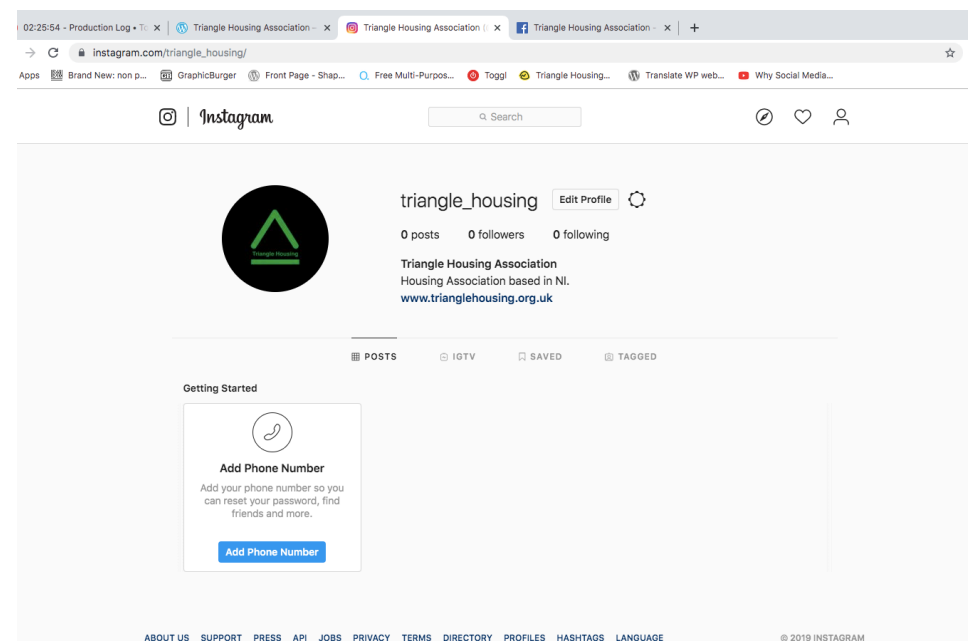 02:25:54 - Production Log • To
Triangle Housing Association –
Triangle Housing Association (
Triangle Housing Association -
instagram.com/triangle_housing/
Apps Brand New: non p... GraphicBurger Front Page - Shap... Free Multi-Purpos... Toggl Triangle Housing... Translate WP web... Why Social Media...
Instagram
Search
triangle_housing Edit Profile
0 posts 0 followers 0 following
Triangle Housing Association
Housing Association based in NI.
www.trianglehousing.org.uk
Triangle Housing
POSTS IGTV SAVED TAGGED
Getting Started
Add Phone Number
Add your phone number so you
can reset your password, find
friends and more.
Add Phone Number
ABOUT US SUPPORT PRESS API JOBS PRIVACY TERMS DIRECTORY PROFILES HASHTAGS LANGUAGE © 2019 INSTAGRAM